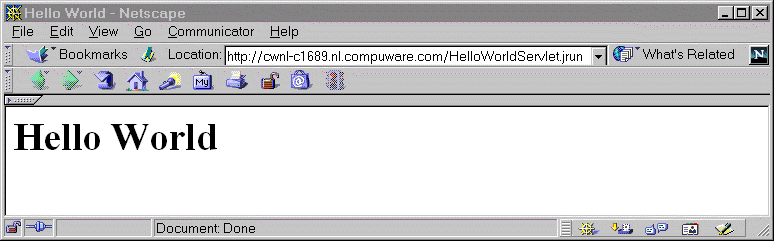 Hello World - Netscape
File Edit View Go Communicator Help
Bookmarks Location: http://cwnl-c1689.nl.compuware.com/HelloWorldServlet.jrun What's Related N
My
Hello World
Document: Done